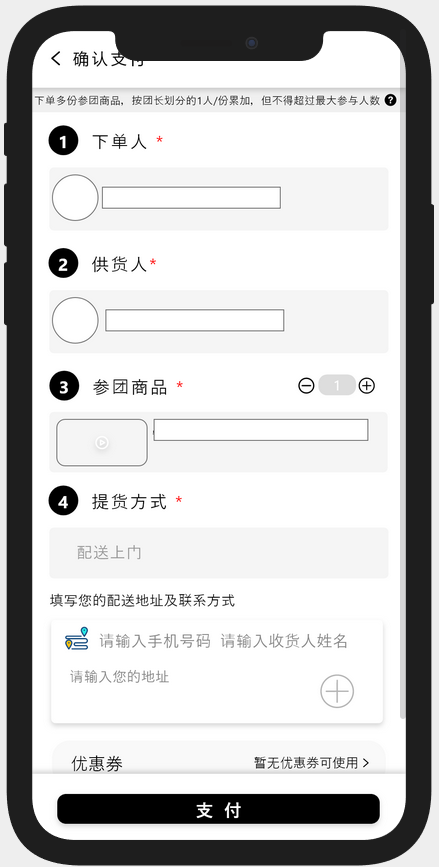 确认支付
下单多份参团商品，按团长划分的1人/份累加，但不得超过最大参与人数 ?
1 下单人 *
2 供货人*
3 参团商品 * 1
4 提货方式 *
配送上门
填写您的配送地址及联系方式
请输入手机号码 请输入收货人姓名
请输入您的地址
优惠券 暂无优惠券可使用
支 付